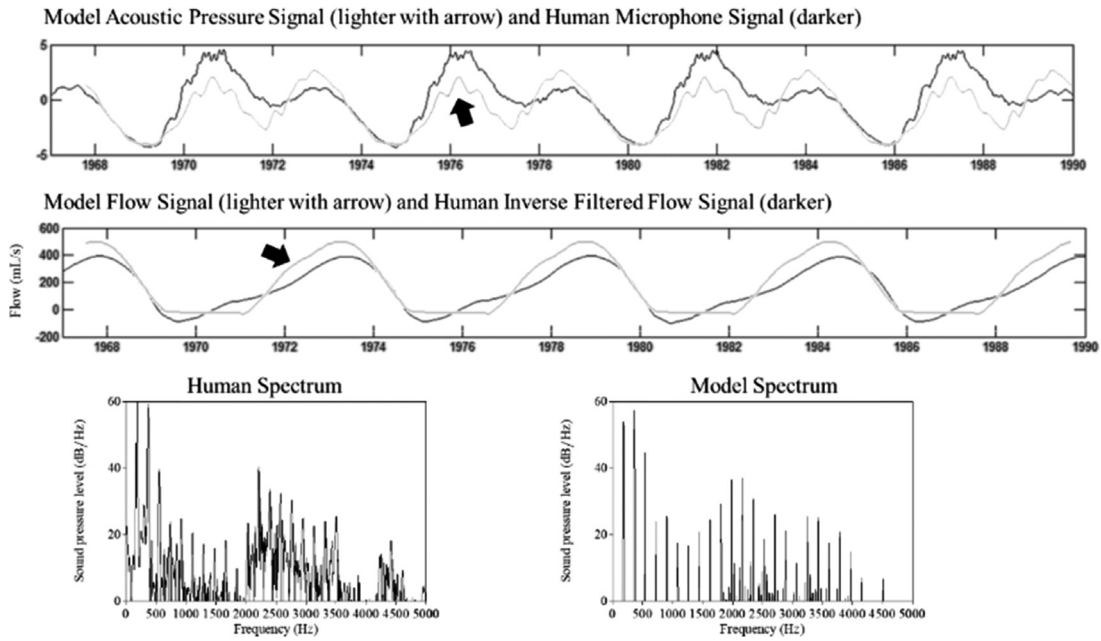 Model Acoustic Pressure Signal (lighter with arrow) and Human Microphone Signal (darker)
5
0
-5
1968 1970 1972 1974 1976 1978 1980 1982 1984 1986 1988 1990
Model Flow Signal (lighter with arrow) and Human Inverse Filtered Flow Signal (darker)
Flow (mL/s)
600
400
200
0
-200
1968 1970 1972 1974 1976 1978 1980 1982 1984 1986 1988 1990
Human Spectrum
Sound pressure level (dB/Hz)
60
40
20
0
0 500 1000 1500 2000 2500 3000 3500 4000 4500 5000
Frequency (Hz)
Model Spectrum
Sound pressure level (dB/Hz)
60
40
20
0
0 500 1000 1500 2000 2500 3000 3500 4000 4500 5000
Frequency (Hz)